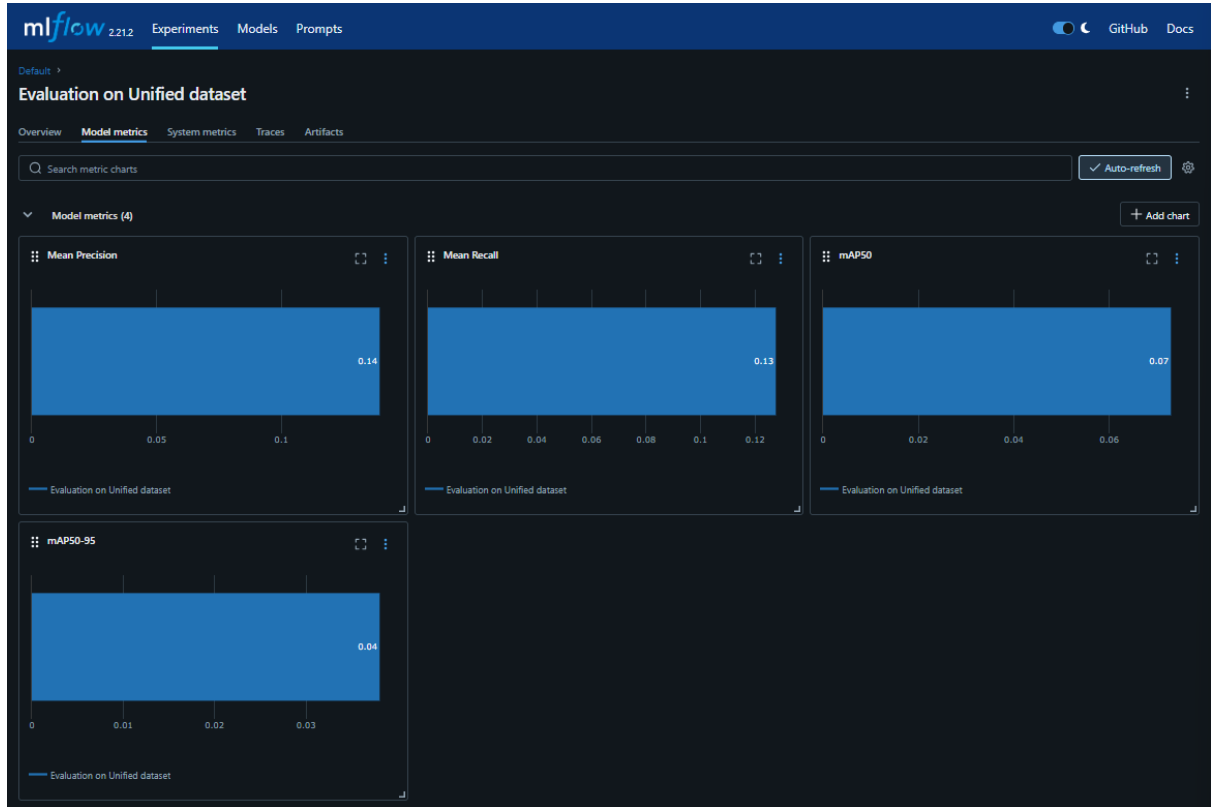 mlflow 2.21.2 Experiments Models Prompts GitHub Docs
Default
Evaluation on Unified dataset
Overview Model metrics System metrics Traces Artifacts
Search metric charts Auto-refresh
Model metrics (4) Add chart
Mean Precision
0.14
0 0.05 0.1
Evaluation on Unified dataset
Mean Recall
0.13
0 0.02 0.04 0.06 0.08 0.1 0.12
Evaluation on Unified dataset
mAP50
0.07
0 0.02 0.04 0.06
Evaluation on Unified dataset
mAP50-95
0.04
0 0.01 0.02 0.03
Evaluation on Unified dataset